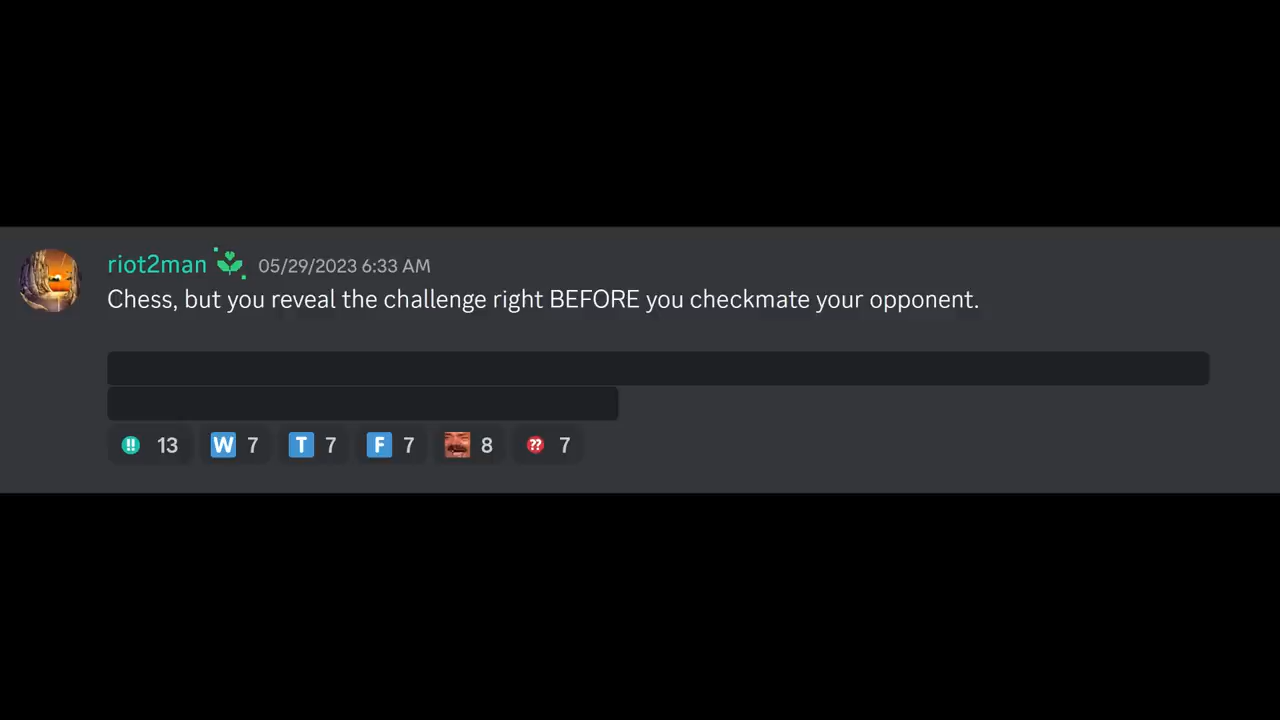 riot2man 05/29/2023 6:33 AM
Chess, but you reveal the challenge right BEFORE you checkmate your opponent.
‼ 13 W 7 T 7 F 7 8 ⁇ 7